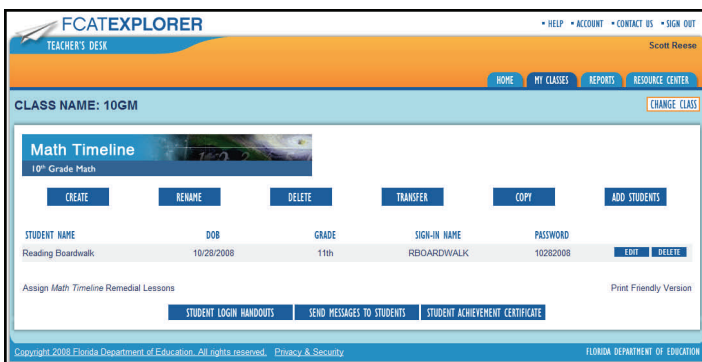 FCATEXPLORER
HELP ACCOUNT CONTACT US SIGN OUT
TEACHER'S DESK
Scott Reese
HOME MY CLASSES REPORTS RESOURCE CENTER
CLASS NAME: 10GM
CHANGE CLASS
Math Timeline
10th Grade Math
CREATE RENAME DELETE TRANSFER COPY ADD STUDENTS
STUDENT NAME DOB GRADE SIGN-IN NAME PASSWORD
Reading Boardwalk 10/28/2008 11th RBOARDWALK 10282008 EDIT DELETE
Assign Math Timeline Remedial Lessons Print Friendly Version
STUDENT LOGIN HANDOUTS SEND MESSAGES TO STUDENTS STUDENT ACHIEVEMENT CERTIFICATE
Copyright 2008 Florida Department of Education. All rights reserved. Privacy & Security FLORIDA DEPARTMENT OF EDUCATION